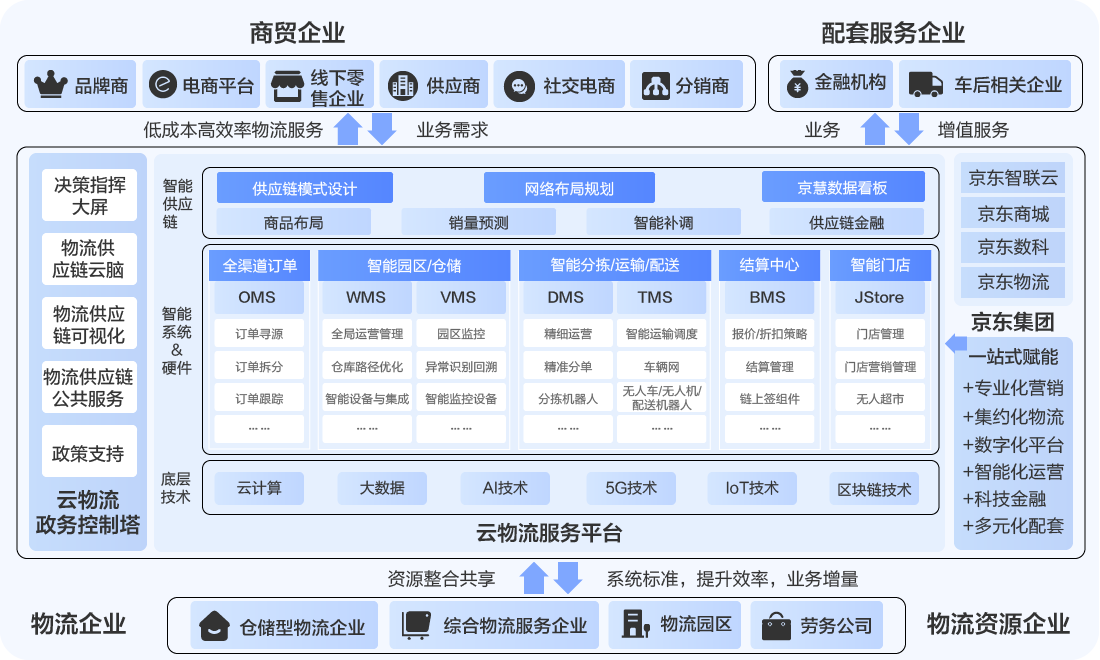 商贸企业
配套服务企业
品牌商
电商平台
线下零
售企业
供应商
社交电商
分销商
金融机构
车后相关企业
低成本高效率物流服务
业务需求
业务
增值服务
决策指挥
大屏
物流供
应链云脑
物流供应
链可视化
物流供应链
公共服务
政策支持
云物流
政务控制塔
智能
供应
链
供应链模式设计
网络布局规划
京慧数据看板
商品布局
销量预测
智能补调
供应链金融
智能
系统
&
硬件
全渠道订单
智能园区/仓储
智能分拣/运输/配送
结算中心
智能门店
OMS
WMS
VMS
DMS
TMS
BMS
JStore
订单寻源
全局运营管理
园区监控
精细运营
智能运输调度
报价/折扣策略
门店管理
订单拆分
仓库路径优化
异常识别回溯
精准分单
车辆网
结算管理
门店营销管理
订单跟踪
智能设备与集成
智能监控设备
分拣机器人
无人车/无人机/
配送机器人
链上签组件
无人超市
... ...
... ...
... ...
... ...
... ...
... ...
... ...
底层
技术
云计算
大数据
AI技术
5G技术
IoT技术
区块链技术
云物流服务平台
京东智联云
京东商城
京东数科
京东物流
京东集团
一站式赋能
+专业化营销
+集约化物流
+数字化平台
+智能化运营
+科技金融
+多元化配套
资源整合共享
系统标准，提升效率，业务增量
物流企业
仓储型物流企业
综合物流服务企业
物流园区
劳务公司
物流资源企业